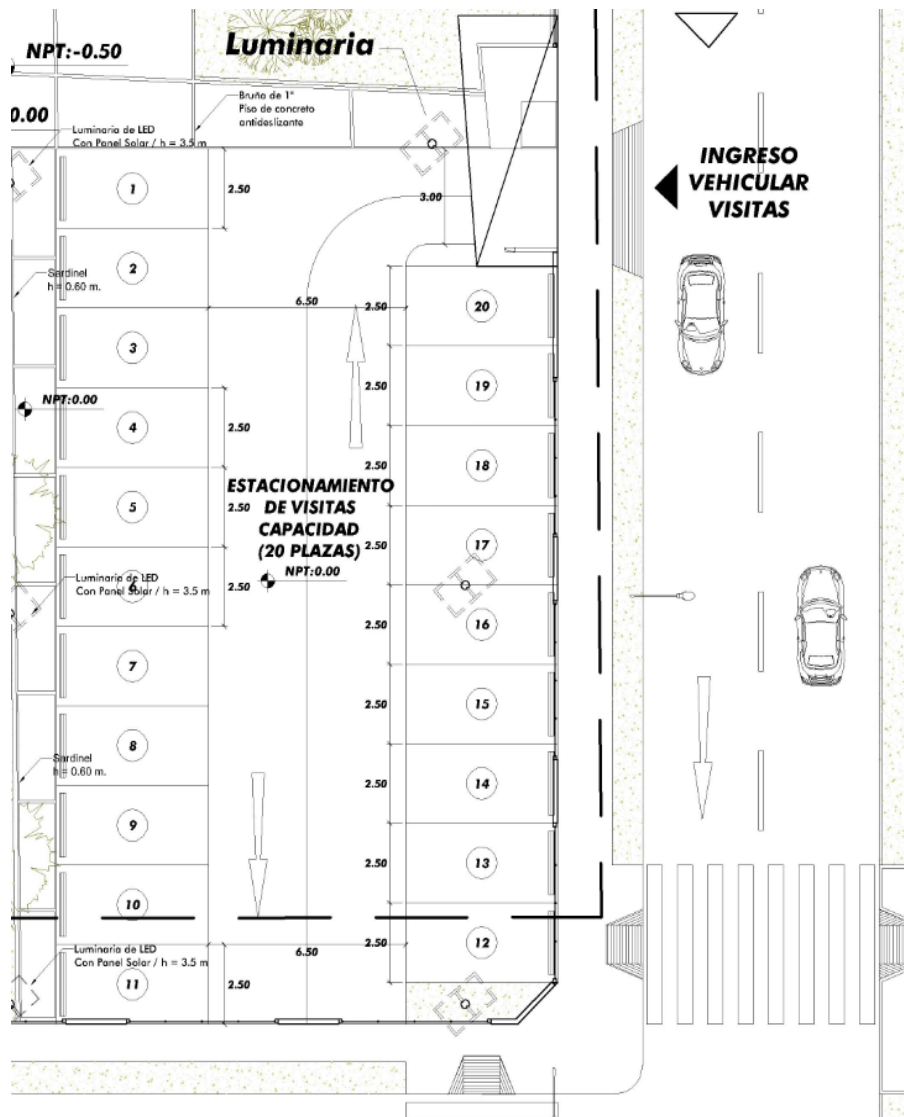 NPT:-0.50
Luminaria
0.00
Bruña de 1"
Piso de concreto
antideslizante
Luminaria de LED
Con Panel Solar / h = 3.5 m
INGRESO
VEHICULAR
VISITAS
1
2.50
3.00
2
Sardinel
h = 0.60 m.
6.50
2.50
20
3
NPT:0.00
2.50
19
4
2.50
2.50
18
ESTACIONAMIENTO
DE VISITAS
CAPACIDAD
(20 PLAZAS)
NPT:0.00
5
2.50
2.50
17
Luminaria de LED
Con Panel Solar / h = 3.5 m
6
2.50
2.50
16
7
2.50
15
8
Sardinel
h = 0.60 m.
2.50
14
9
2.50
13
10
2.50
12
Luminaria de LED
Con Panel Solar / h = 3.5 m
6.50
11
2.50